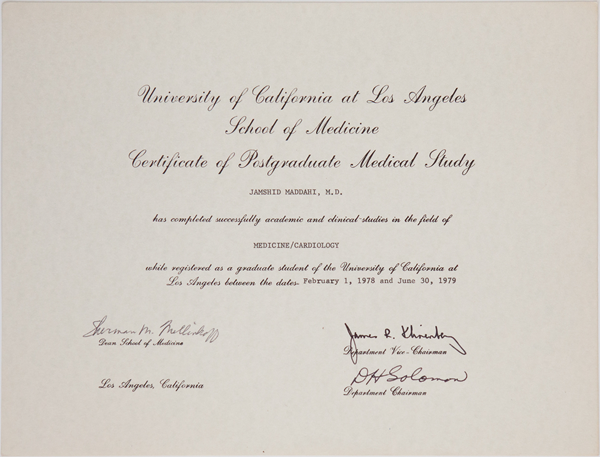 University of California at Los Angeles
School of Medicine
Certificate of Postgraduate Medical Study
JAMSHID MADDAHI, M.D.
has completed successfully academic and clinical studies in the field of
MEDICINE/CARDIOLOGY
while registered as a graduate student of the University of California at
Los Angeles between the dates February 1, 1978 and June 30, 1979
Sherman M. Mellinkoff
Dean School of Medicine
James R.
Department Vice-Chairman
Los Angeles, California
DH Solomon
Department Chairman